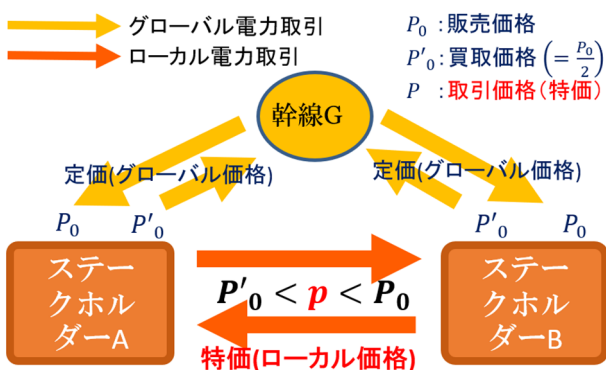 グローバル電力取引
ローカル電力取引
P₀ :販売価格
P'₀:買取価格(= P₀/2)
P :取引価格(特価)
幹線G
定価(グローバル価格)
定価(グローバル価格)
P₀ P'₀
P'₀ P₀
ステー
クホル
ダーA
P'₀ < p < P₀
特価(ローカル価格)
ステー
クホル
ダーB